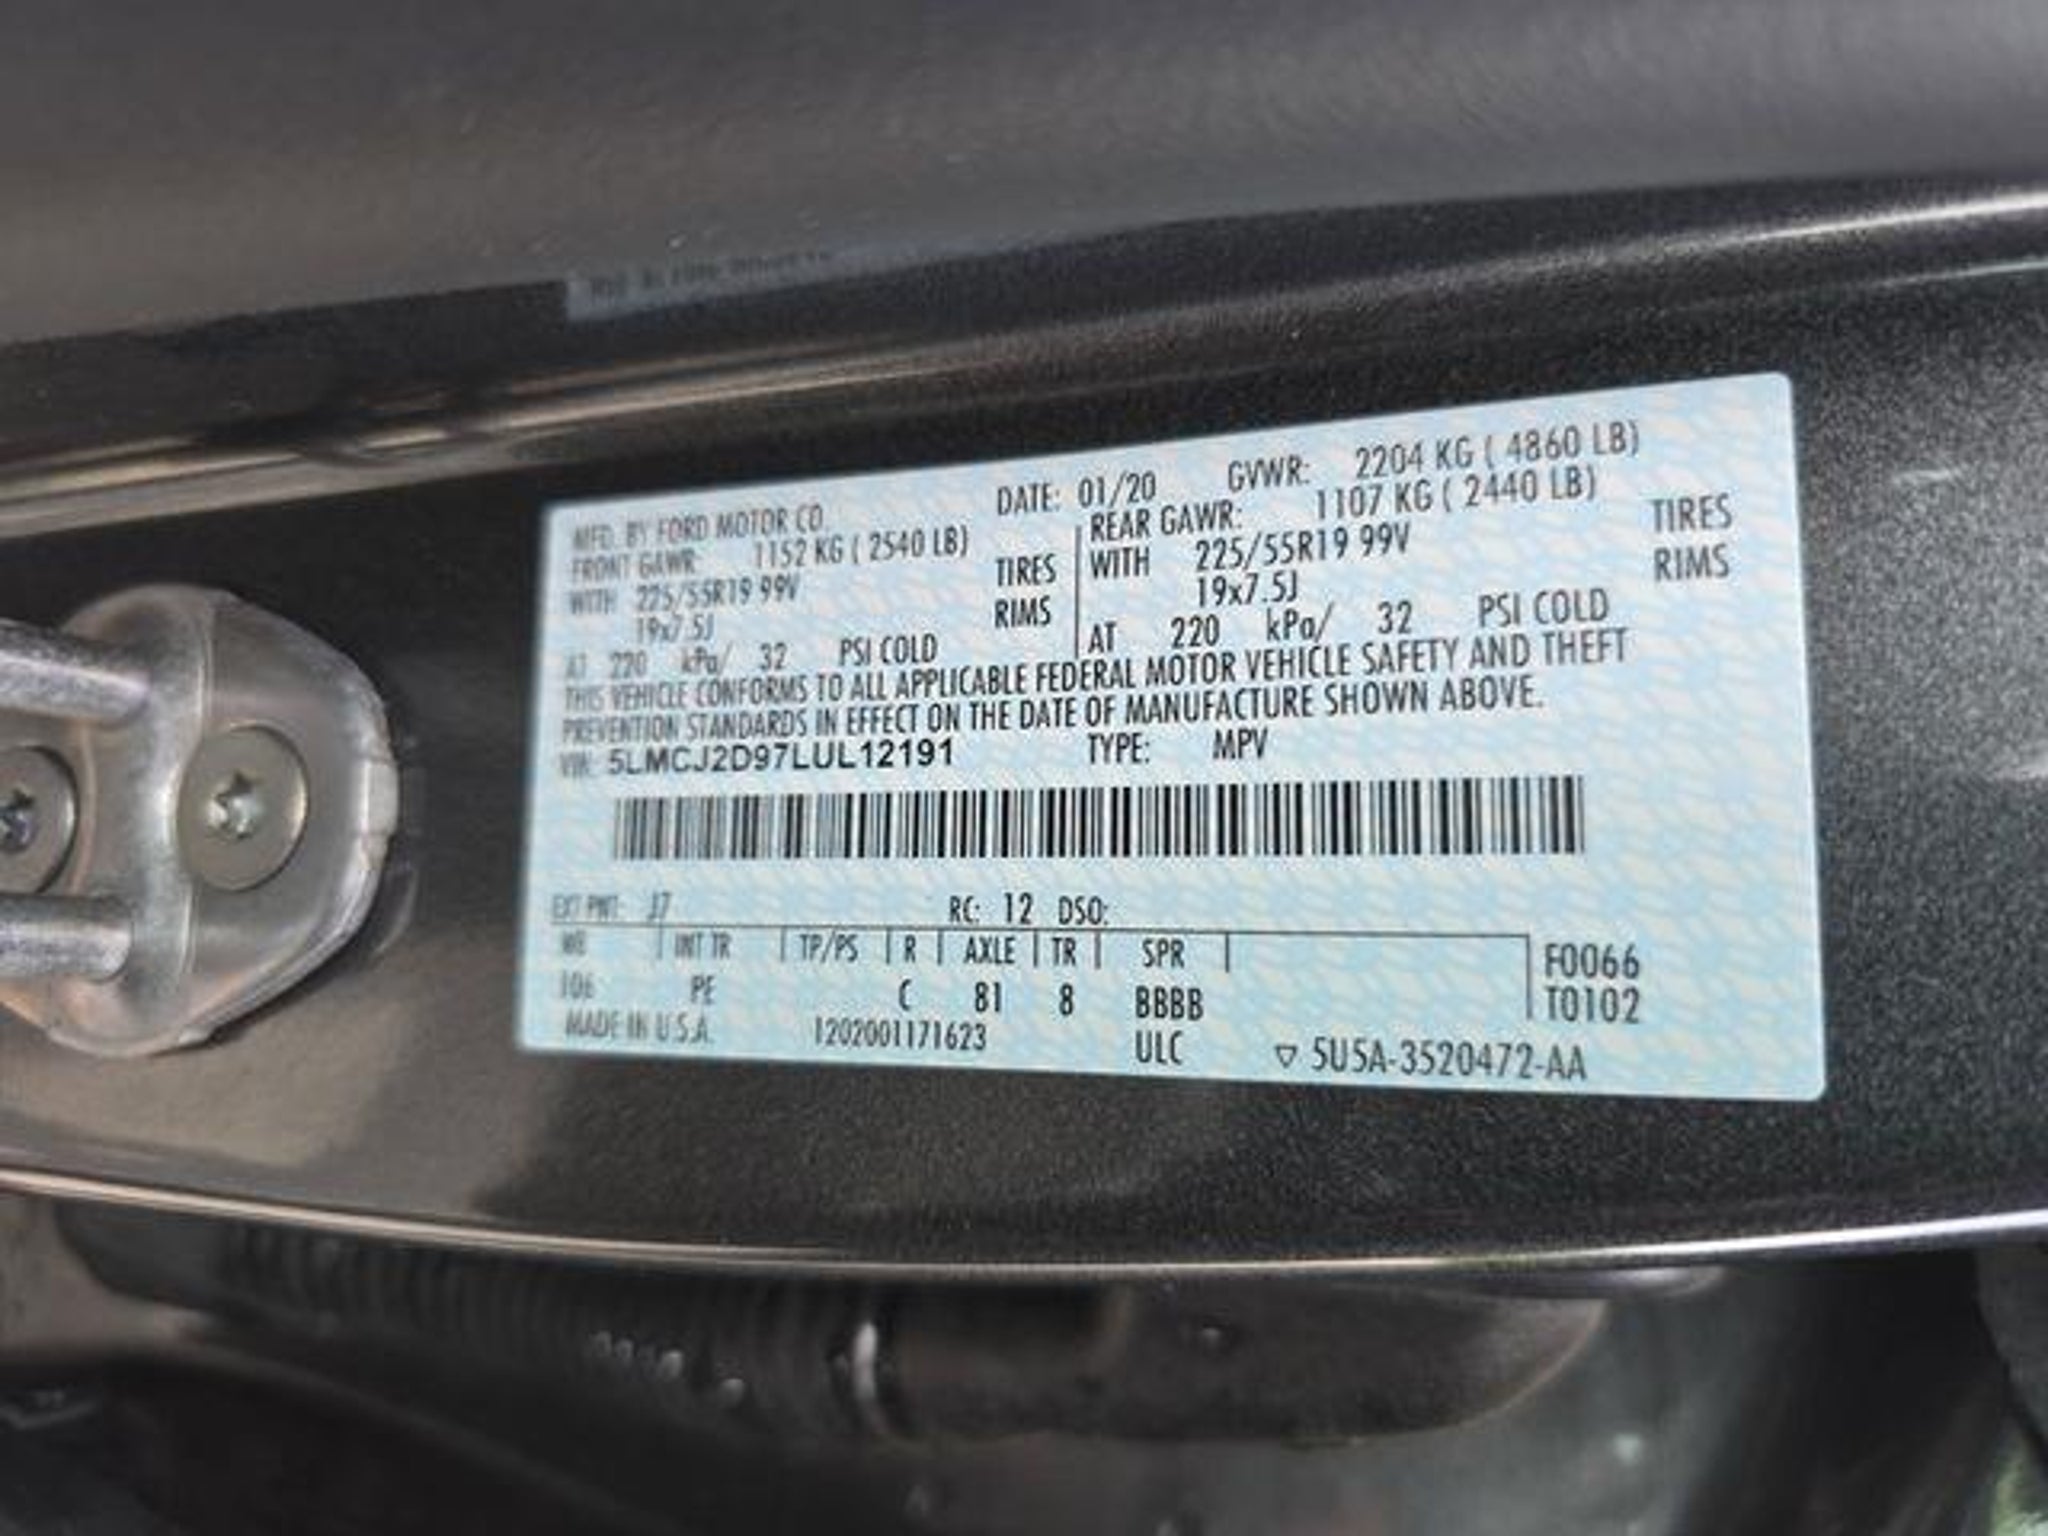 MFD. BY FORD MOTOR CO. DATE: 01/20 GVWR: 2204 KG ( 4860 LB)
FRONT GAWR: 1152 KG ( 2540 LB) REAR GAWR: 1107 KG ( 2440 LB)
WITH 225/55R19 99V TIRES WITH 225/55R19 99V TIRES
19x7.5J RIMS 19x7.5J RIMS
AT 220 kPa/ 32 PSI COLD AT 220 kPa/ 32 PSI COLD
THIS VEHICLE CONFORMS TO ALL APPLICABLE FEDERAL MOTOR VEHICLE SAFETY AND THEFT
PREVENTION STANDARDS IN EFFECT ON THE DATE OF MANUFACTURE SHOWN ABOVE.
VIN: 5LMCJ2D97LUL12191 TYPE: MPV
EXT PNT: J7 RC: 12 DSO:
WB INT TR TP/PS R AXLE TR SPR F0066
106 PE C 81 8 BBBB T0102
MADE IN U.S.A. 1202001171623 ULC ▽ 5U5A-3520472-AA